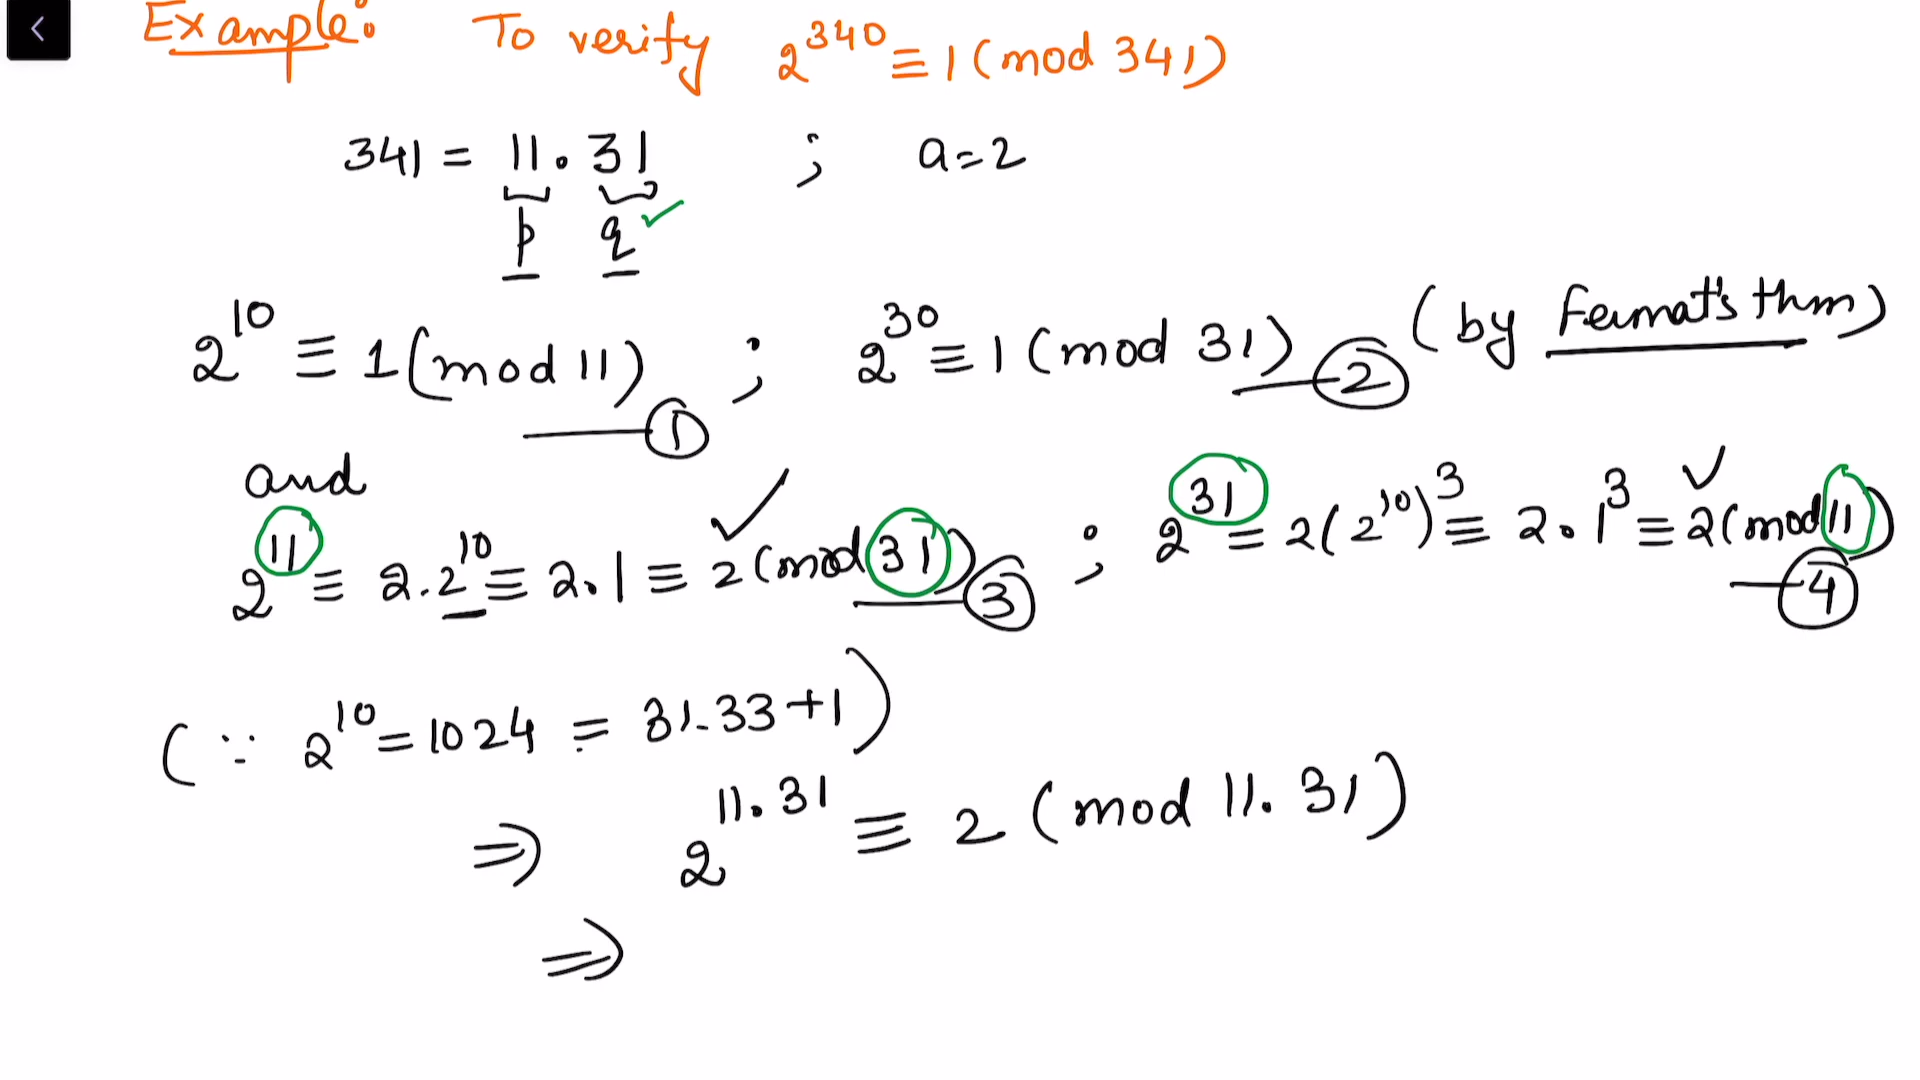 Example: To verify 2^340 ≡ 1 (mod 341)
341 = 11 . 31 ; a = 2
p q ✓
2^10 ≡ 1 (mod 11) —① ; 2^30 ≡ 1 (mod 31) —② (by Fermat's thm)
and
2^11 ≡ 2.2^10 ≡ 2.1 ≡ 2 (mod 31) —③ ✓ ; 2^31 ≡ 2(2^10)^3 ≡ 2.1^3 ≡ 2 (mod 11) —④ ✓
(∵ 2^10 = 1024 = 31.33+1)
⇒ 2^11.31 ≡ 2 (mod 11.31)
⇒